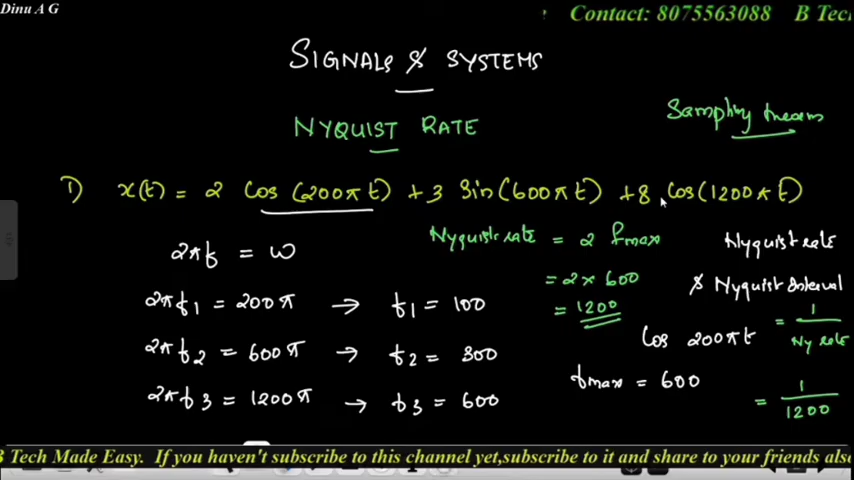 Dinu A G
Contact: 8075563088 B Tech
SIGNALS & SYSTEMS
NYQUIST RATE
Sampling theorem
1) x(t) = 2 cos (200π t) + 3 sin(600π t) + 8 cos(1200π t)
2πf = ω
2πf1 = 200π → f1 = 100
2πf2 = 600π → f2 = 300
2πf3 = 1200π → f3 = 600
Nyquist rate = 2 fmax
= 2 × 600
= 1200
Nyquist rate
& Nyquist Interval
= 1 / Ny rate
= 1 / 1200
Cos 200πt
fmax = 600
B Tech Made Easy. If you haven't subscribe to this channel yet,subscribe to it and share to your friends also